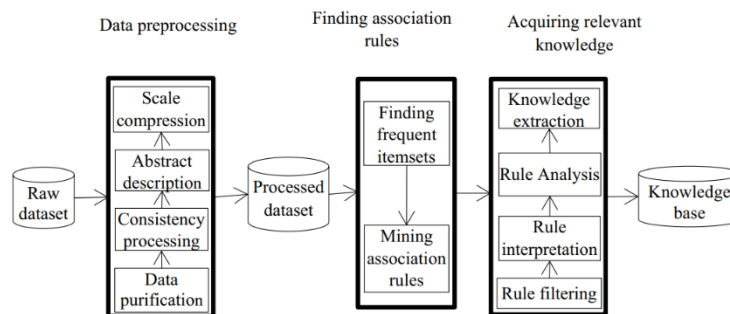 Data preprocessing
Finding association
rules
Acquiring relevant
knowledge
Raw
dataset
Scale
compression
Abstract
description
Consistency
processing
Data
purification
Processed
dataset
Finding
frequent
itemsets
Mining
association
rules
Knowledge
extraction
Rule Analysis
Rule
interpretation
Rule filtering
Knowledge
base